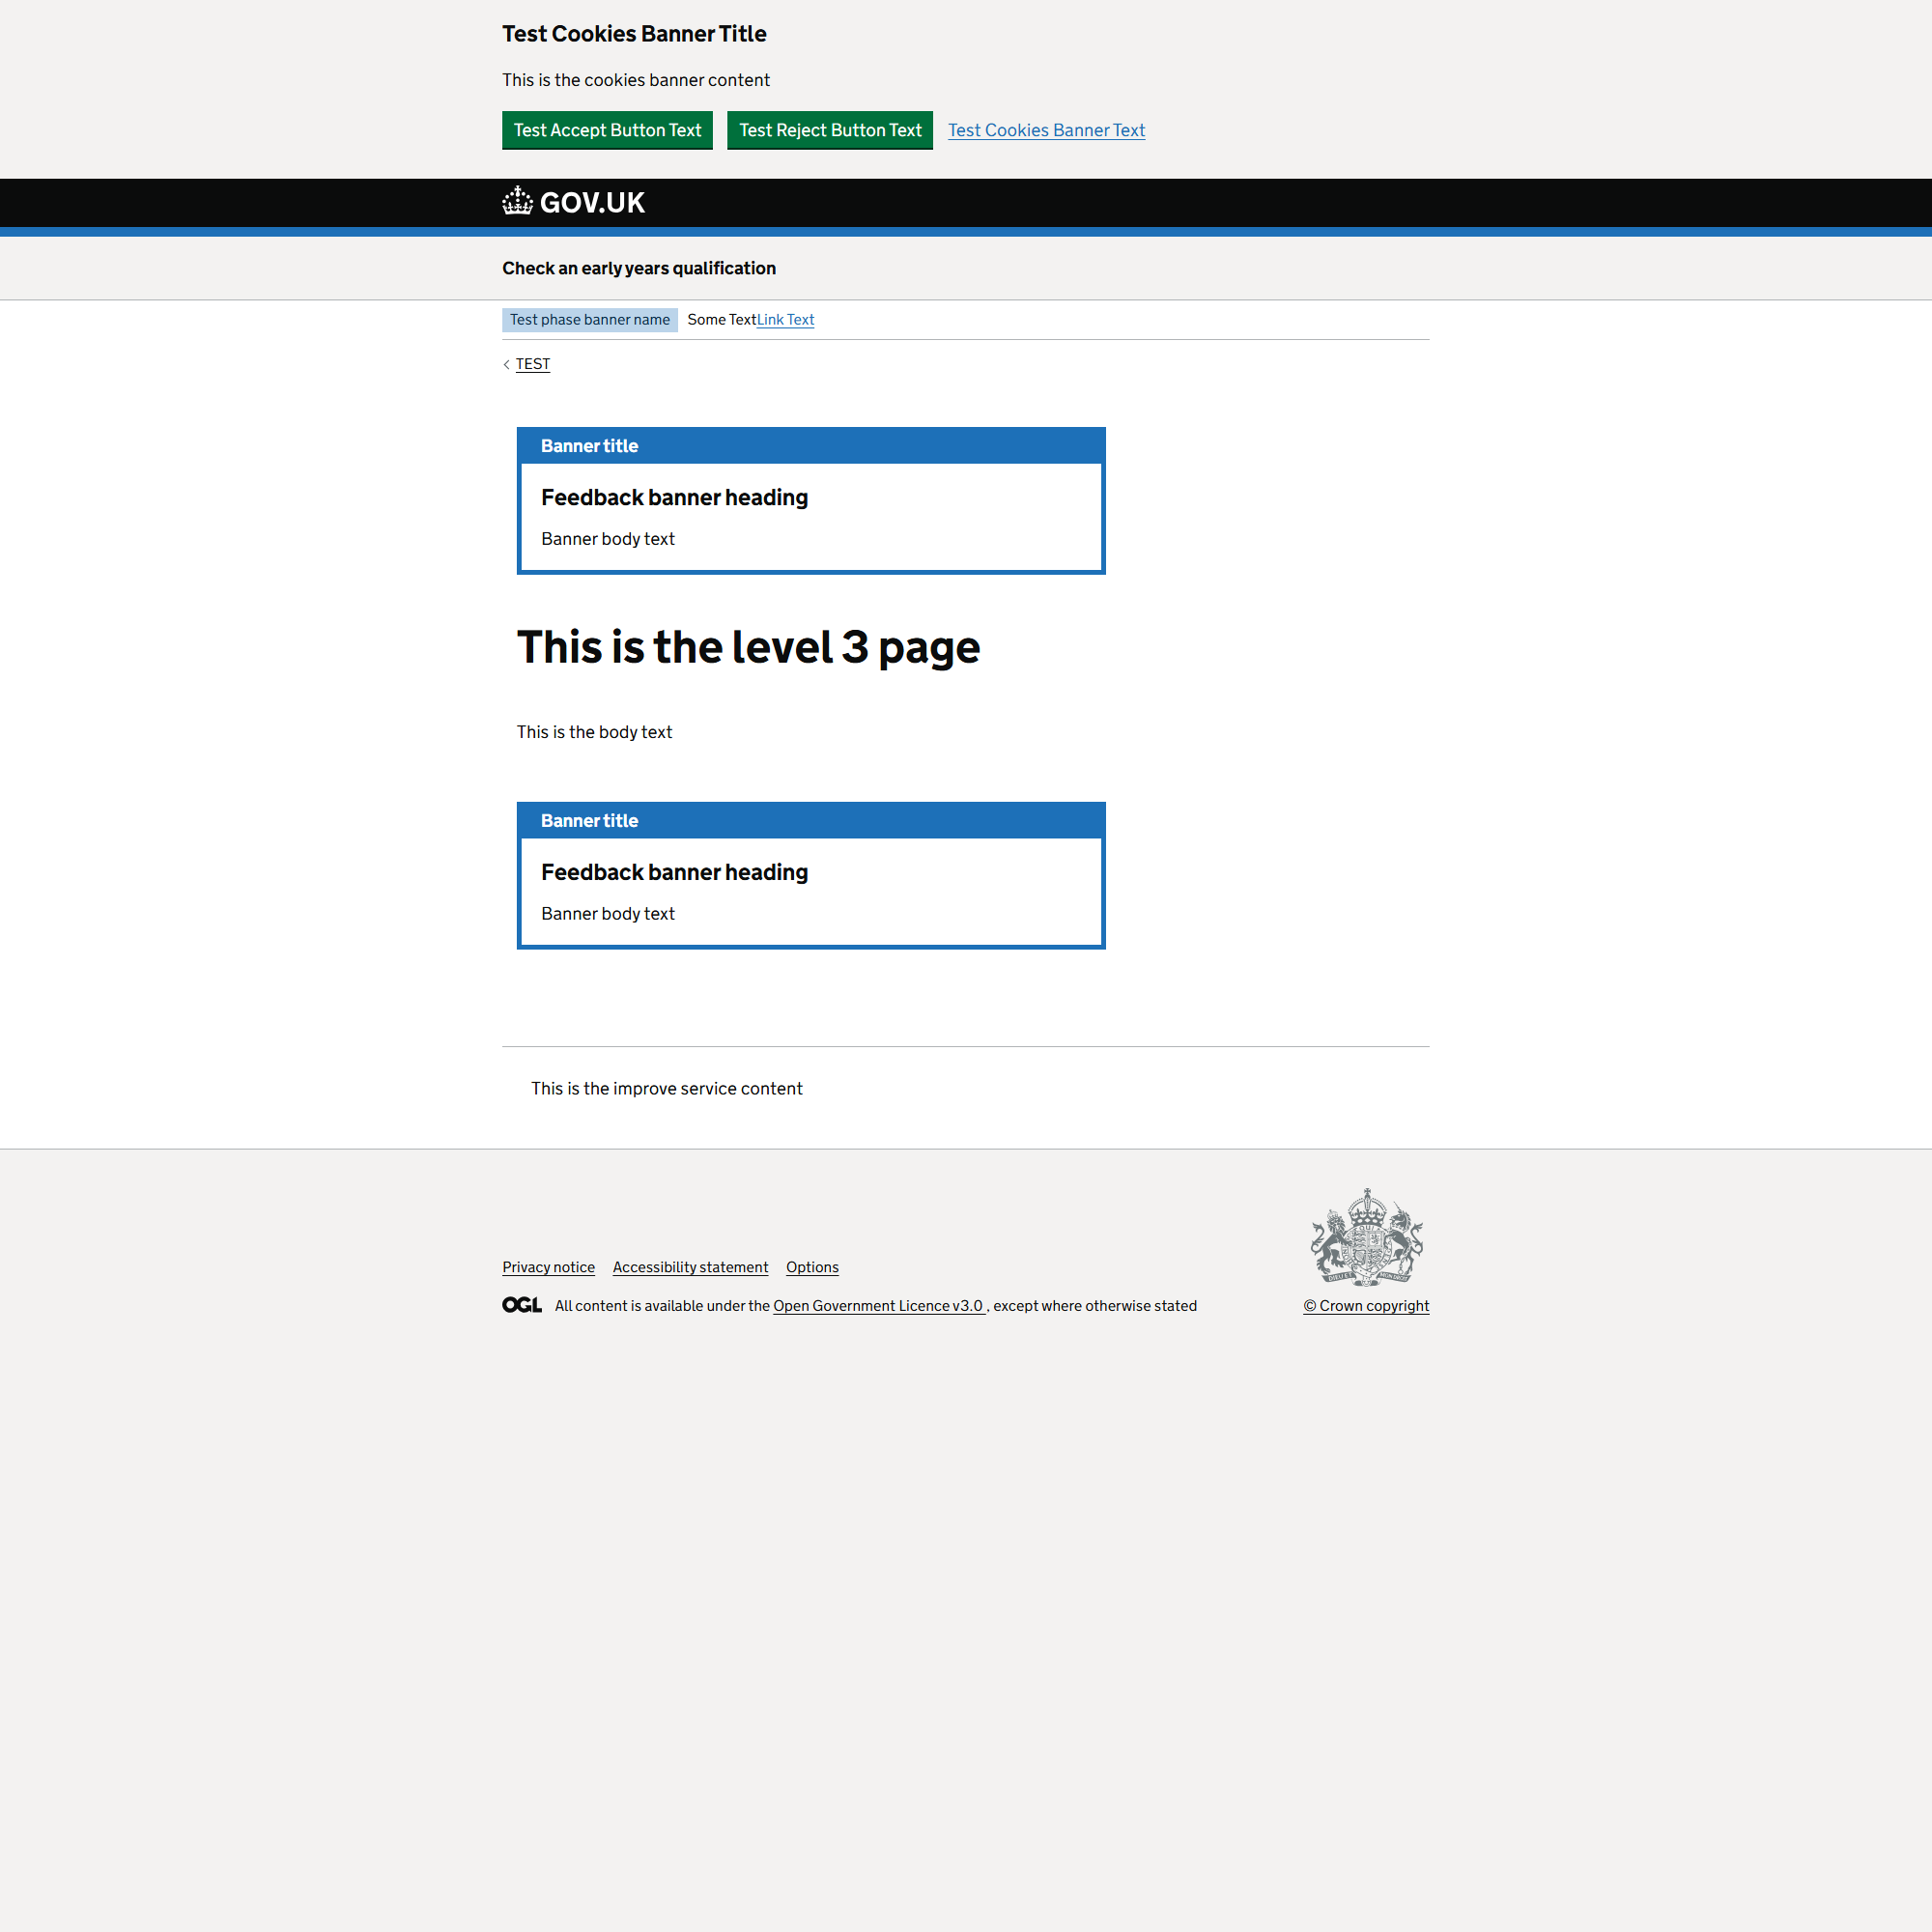 Test Cookies Banner Title
This is the cookies banner content
Test Accept Button Text Test Reject Button Text Test Cookies Banner Text
GOV.UK
Check an early years qualification
Test phase banner name Some TextLink Text
TEST
Banner title
Feedback banner heading
Banner body text
This is the level 3 page
This is the body text
Banner title
Feedback banner heading
Banner body text
This is the improve service content
Privacy notice Accessibility statement Options
OGL All content is available under the Open Government Licence v3.0 , except where otherwise stated
© Crown copyright